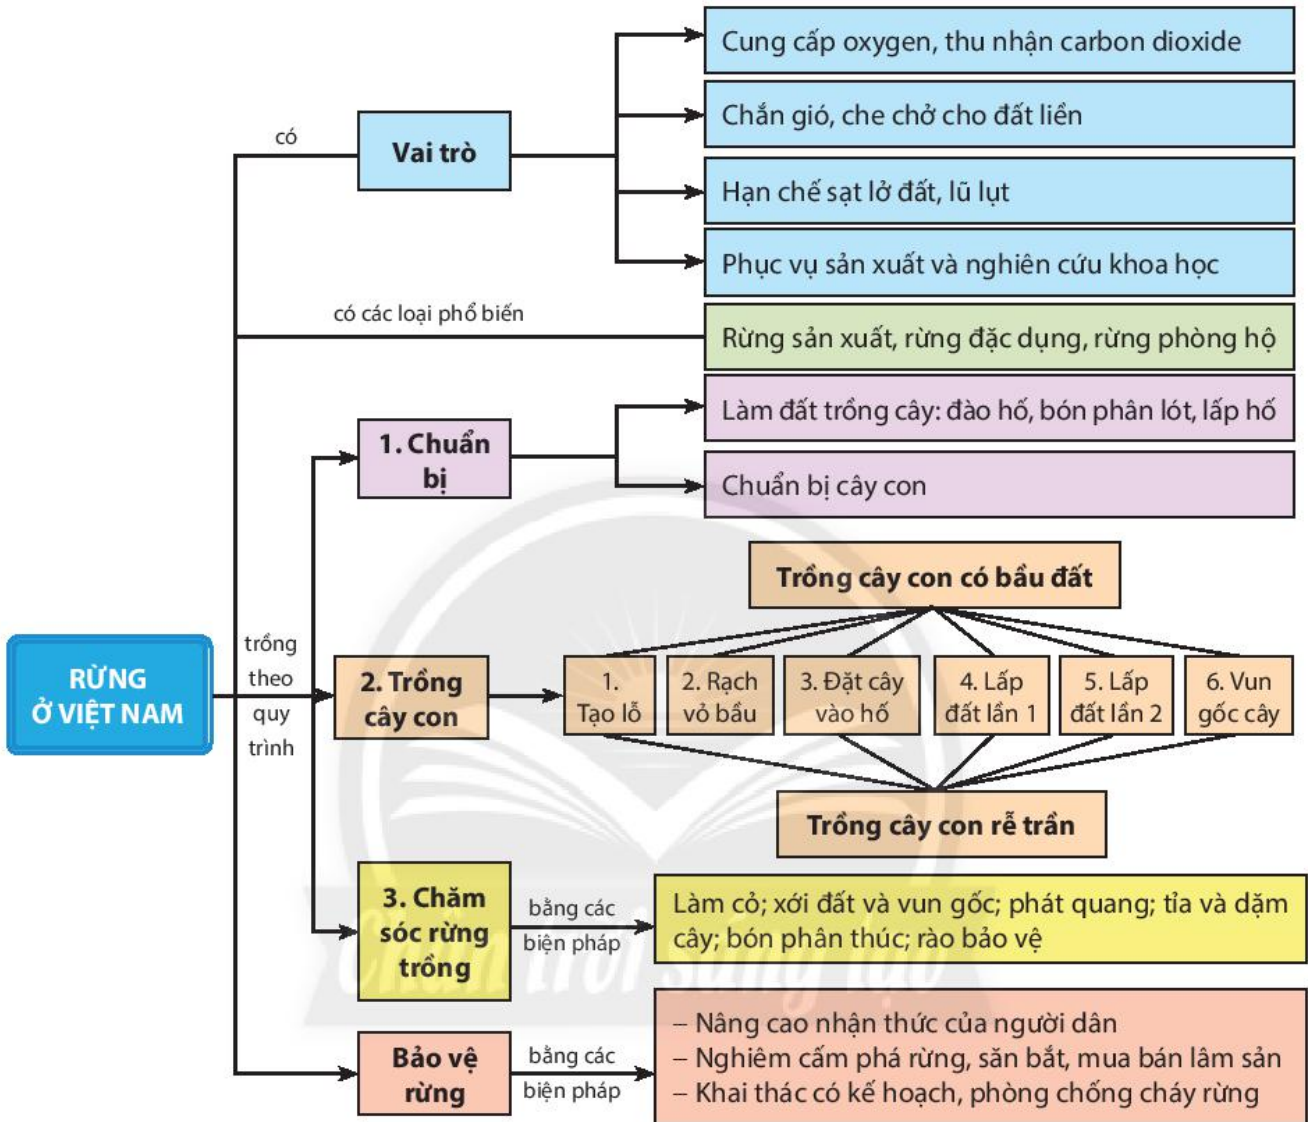 Cung cấp oxygen, thu nhận carbon dioxide
Chắn gió, che chở cho đất liền
có
Vai trò
Hạn chế sạt lở đất, lũ lụt
Phục vụ sản xuất và nghiên cứu khoa học
có các loại phổ biến
Rừng sản xuất, rừng đặc dụng, rừng phòng hộ
1. Chuẩn
bị
Làm đất trồng cây: đào hố, bón phân lót, lấp hố
Chuẩn bị cây con
RỪNG
Ở VIỆT NAM
trồng
theo
quy
trình
2. Trồng
cây con
Trồng cây con có bầu đất
1.
Tạo lỗ
2. Rạch
vỏ bầu
3. Đặt cây
vào hố
4. Lấp
đất lần 1
5. Lấp
đất lần 2
6. Vun
gốc cây
Trồng cây con rễ trần
3. Chăm
sóc rừng
trồng
bằng các
biện pháp
Làm cỏ; xới đất và vun gốc; phát quang; tỉa và dặm
cây; bón phân thúc; rào bảo vệ
Chân trời sáng tạo
Bảo vệ
rừng
bằng các
biện pháp
– Nâng cao nhận thức của người dân
– Nghiêm cấm phá rừng, săn bắt, mua bán lâm sản
– Khai thác có kế hoạch, phòng chống cháy rừng